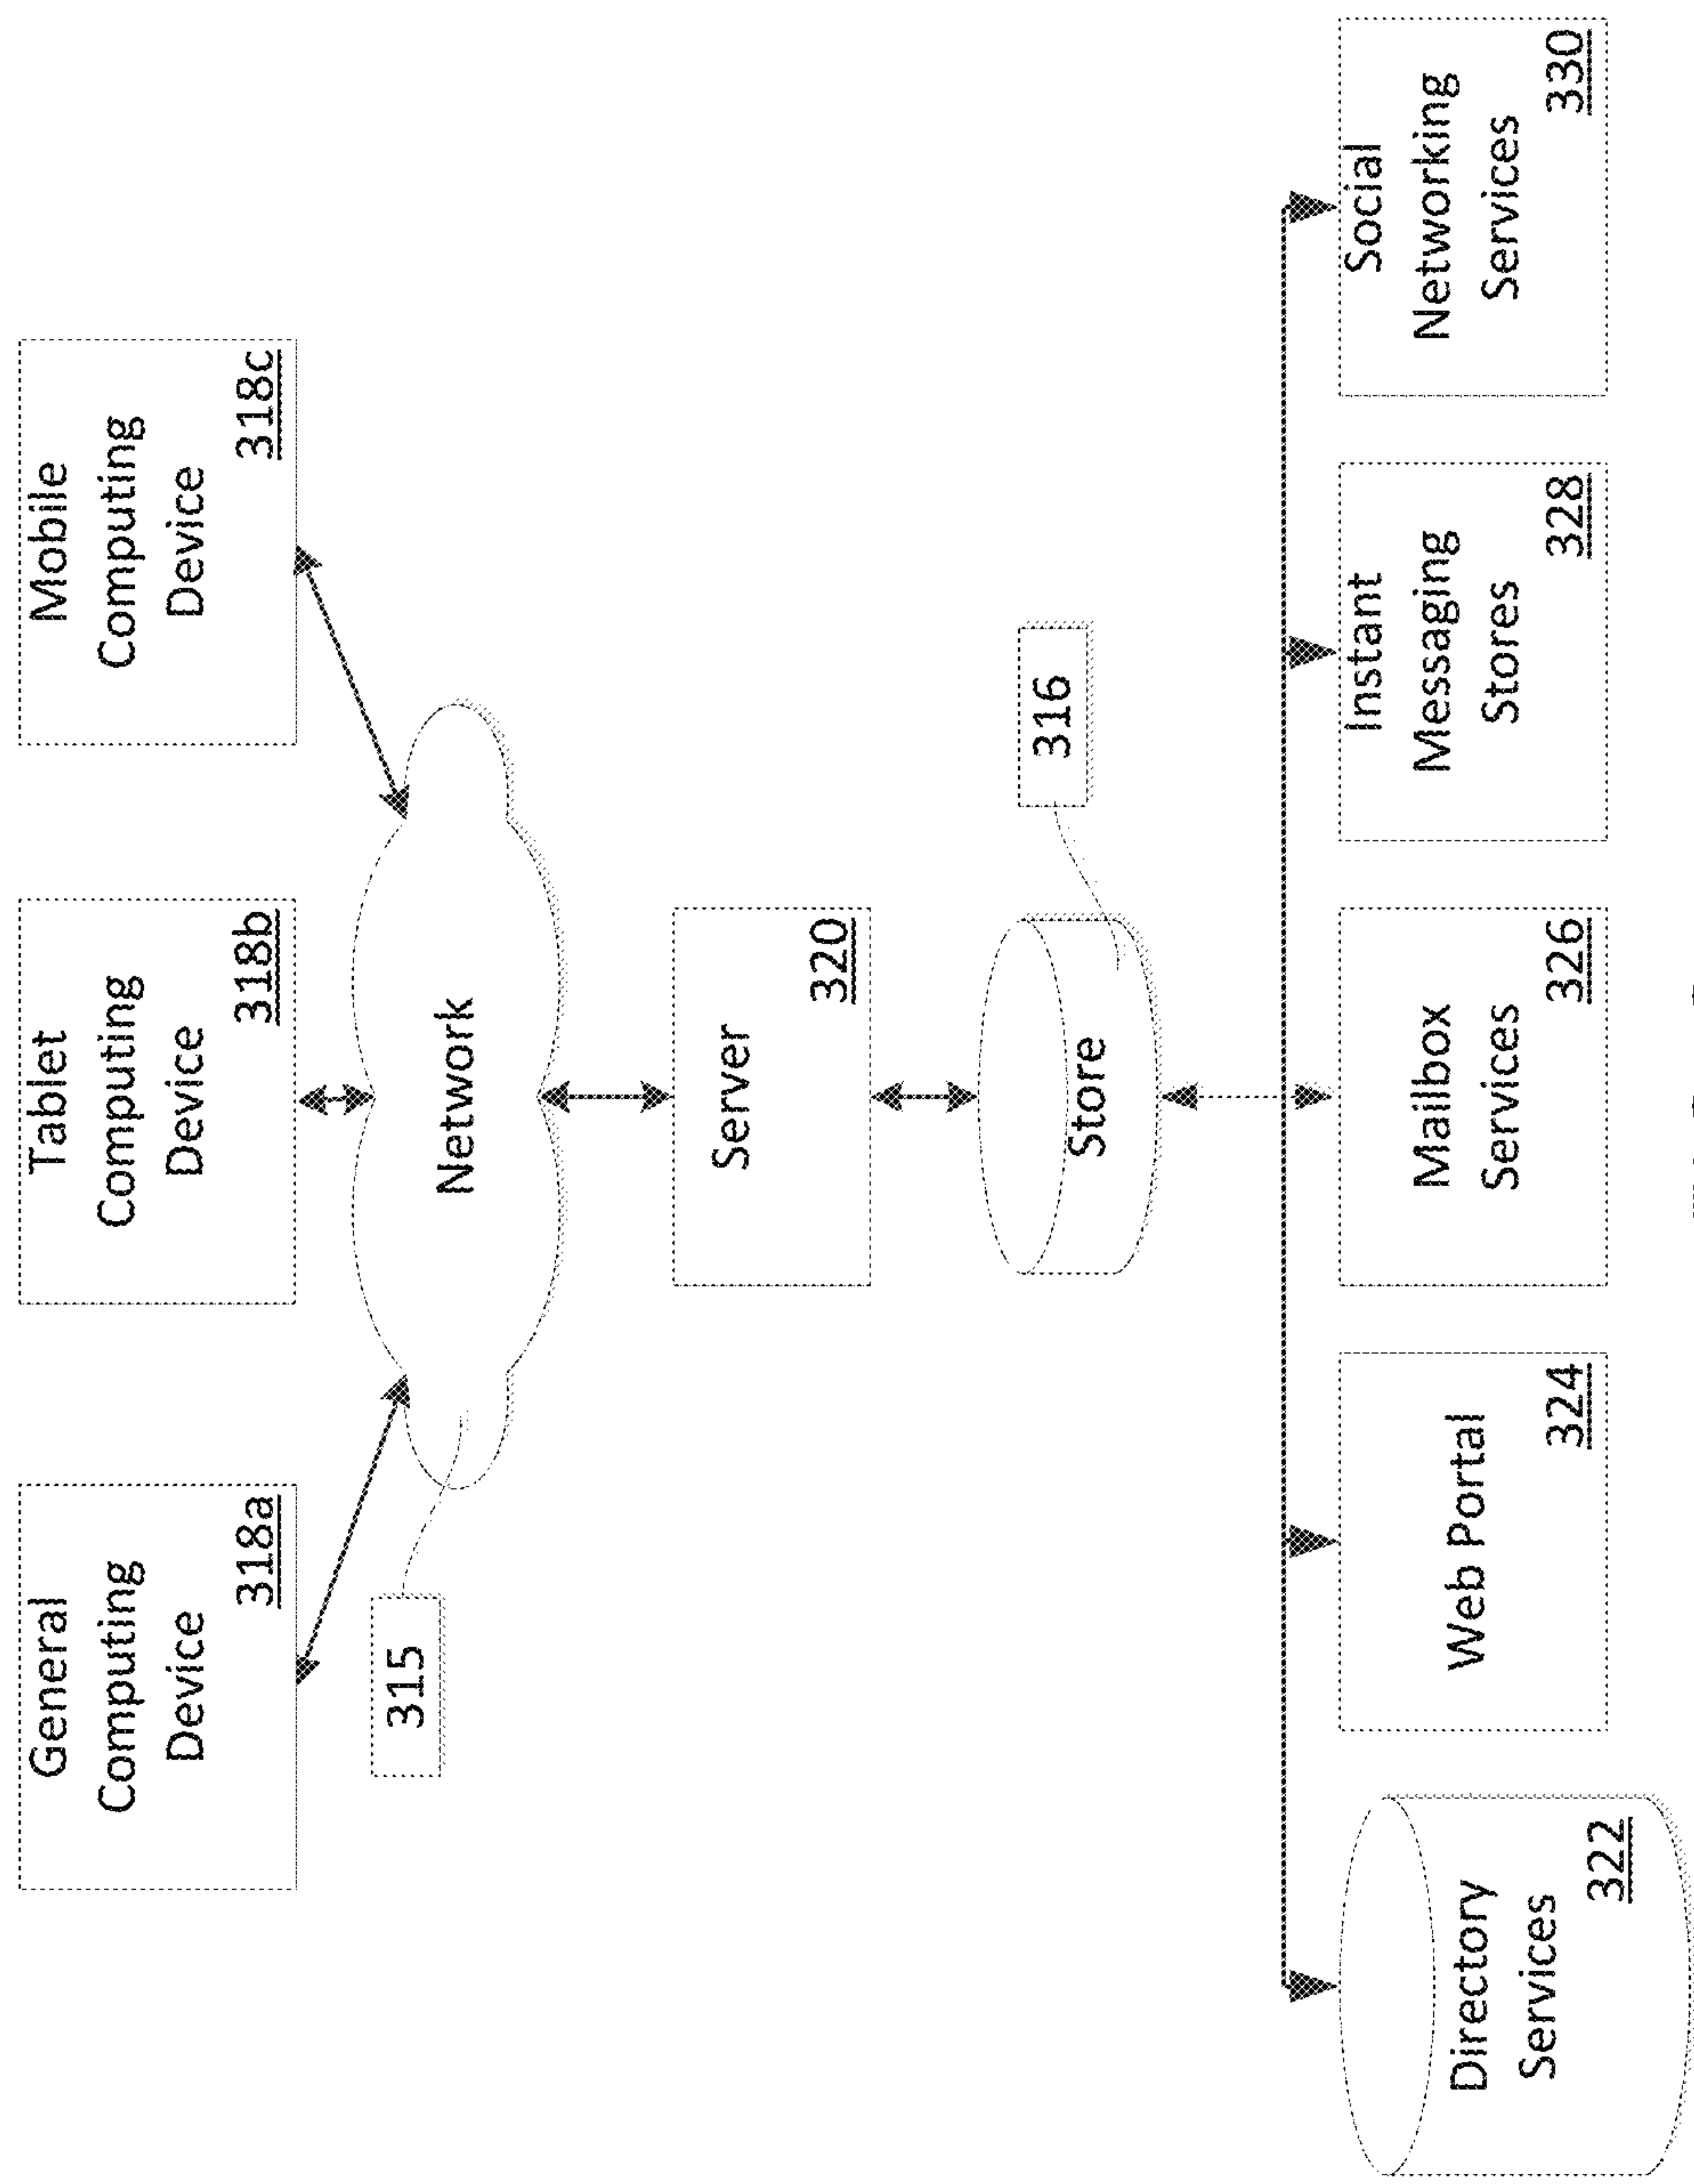 General
Computing
Device
318a
Tablet
Computing
Device
318b
Mobile
Computing
Device
318c
315
Network
Server
320
316
Store
Directory
Services
322
Web Portal
324
Mailbox
Services
326
Instant
Messaging
Stores
328
Social
Networking
Services
330